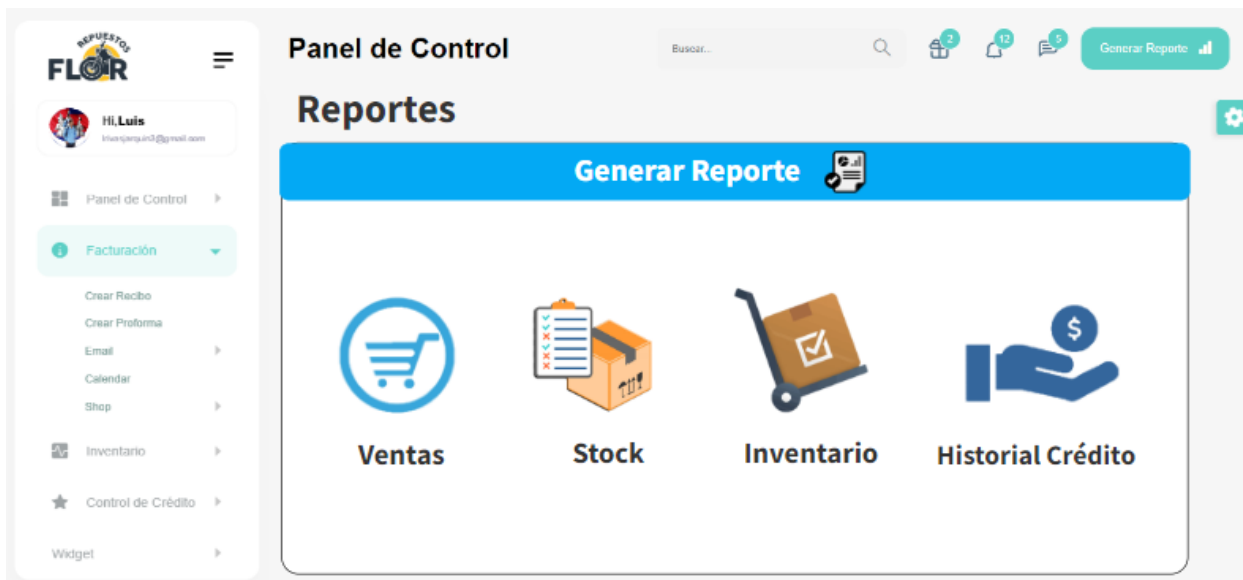 REPUESTOS
FLOR
Hi,Luis
Panel de Control
Facturación
Crear Recibo
Crear Proforma
Email
Calendar
Shop
Inventario
Control de Crédito
Widget
Panel de Control
Buscar...
2
12
5
Generar Reporte
Reportes
Generar Reporte
Ventas
Stock
Inventario
Historial Crédito